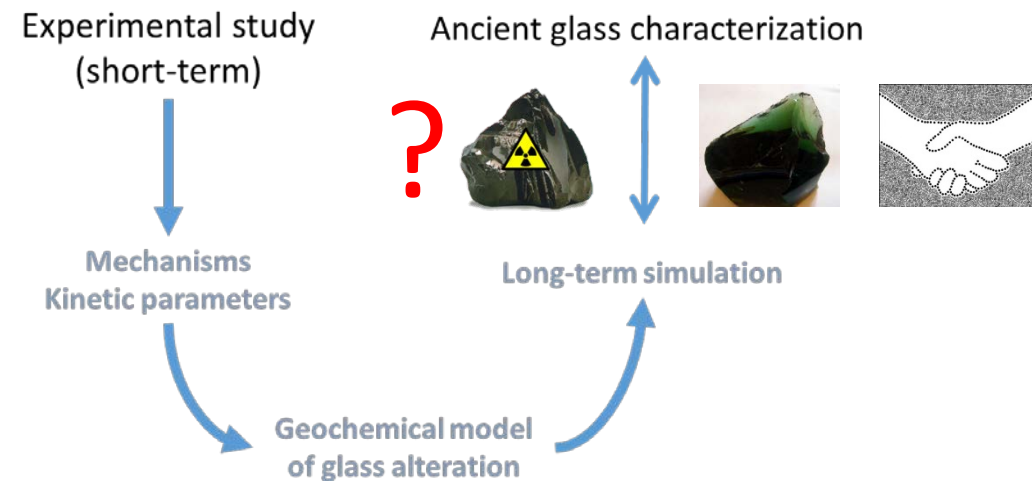 Experimental study
(short-term)
Ancient glass characterization
?
Mechanisms
Kinetic parameters
Long-term simulation
Geochemical model
of glass alteration